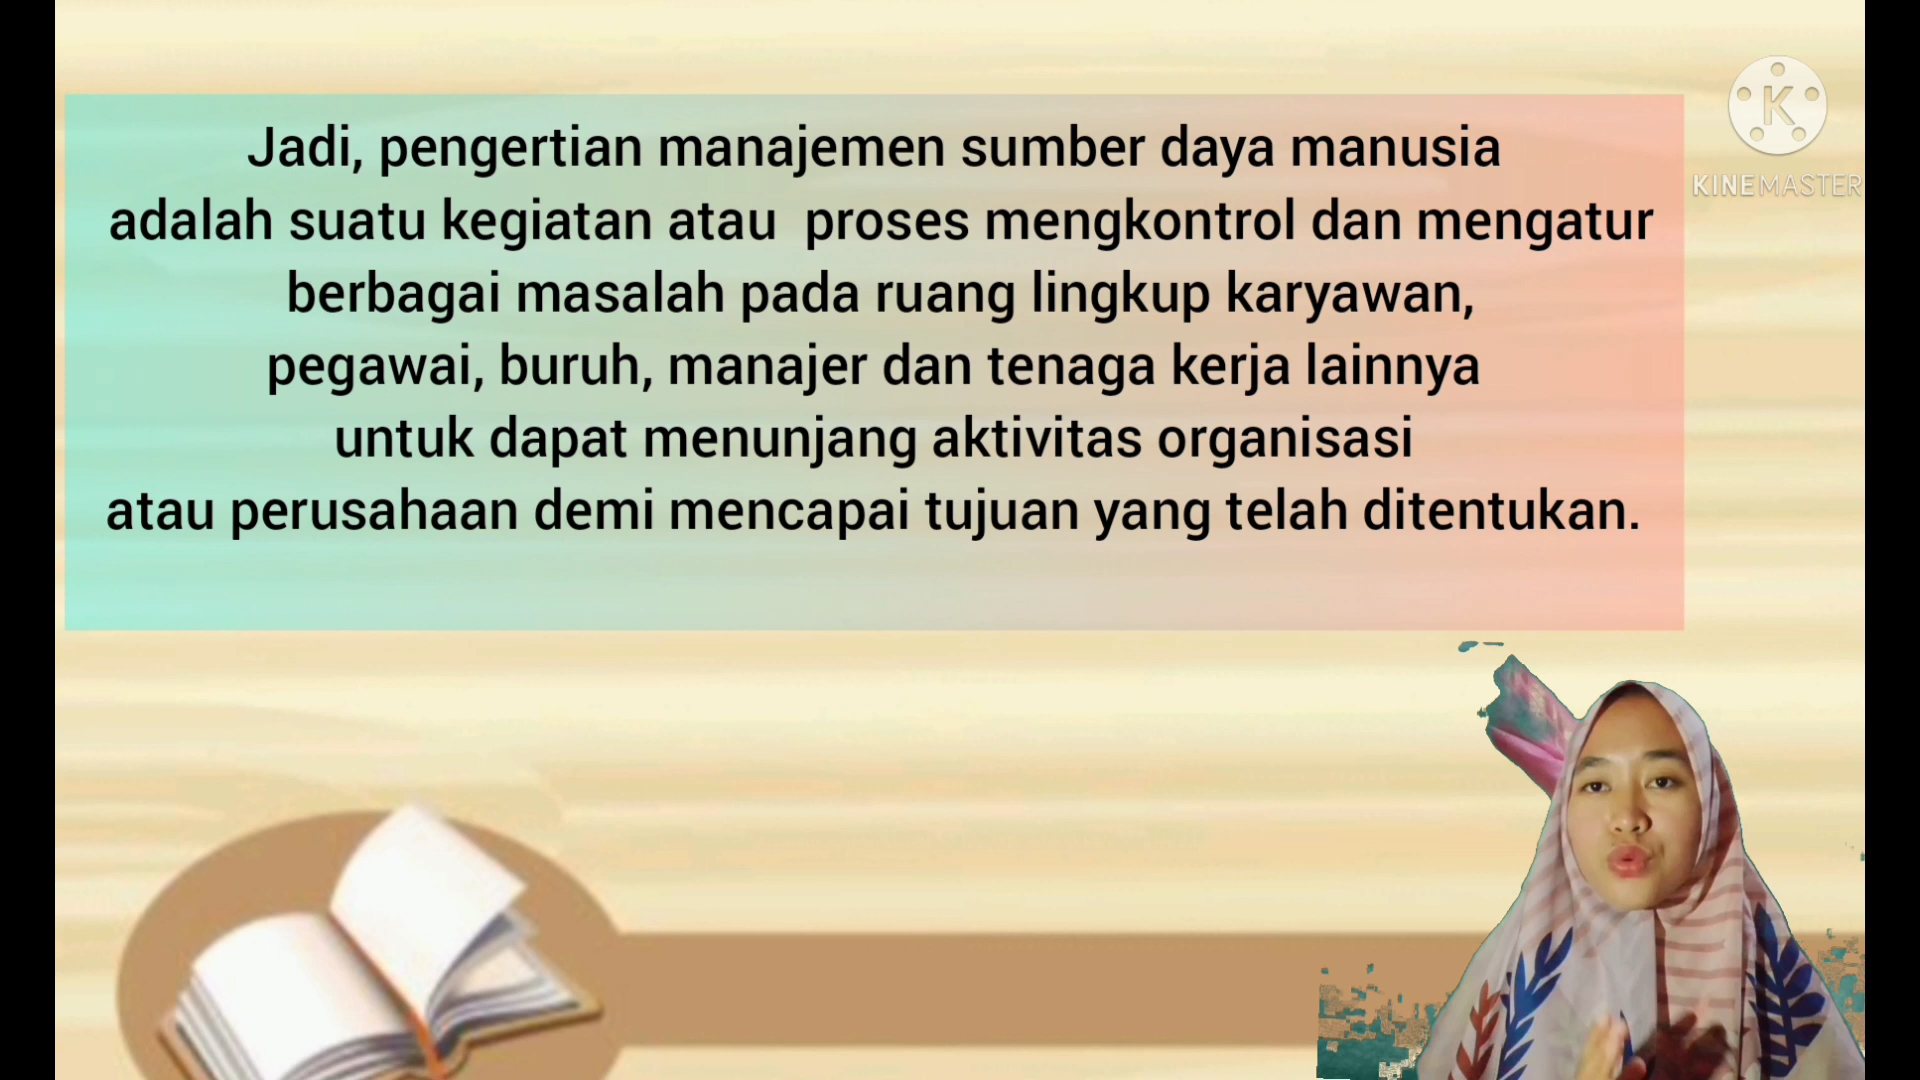 Jadi, pengertian manajemen sumber daya manusia
adalah suatu kegiatan atau  proses mengkontrol dan mengatur
berbagai masalah pada ruang lingkup karyawan,
pegawai, buruh, manajer dan tenaga kerja lainnya
untuk dapat menunjang aktivitas organisasi
atau perusahaan demi mencapai tujuan yang telah ditentukan.
K
KINEMASTER